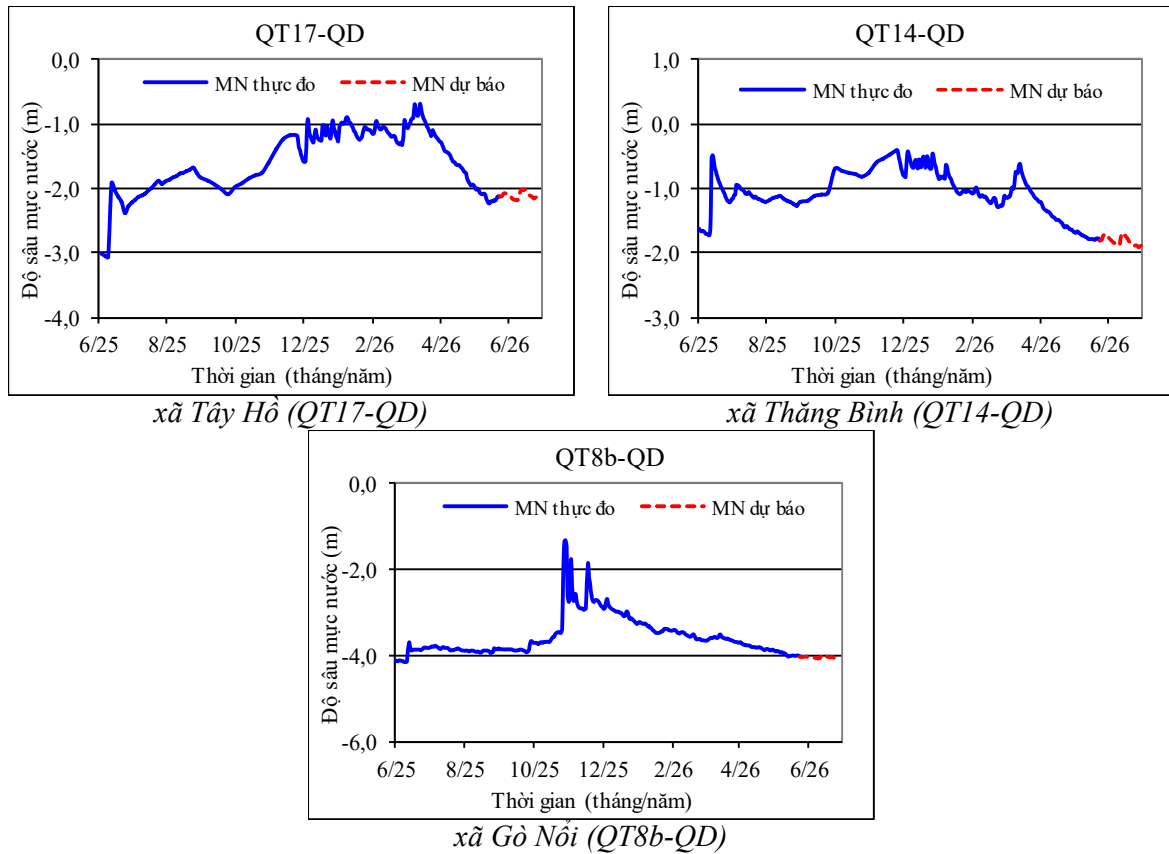 QT17-QD
0,0
-1,0
-2,0
-3,0
-4,0
Độ sâu mực nước (m)
MN thực đo
MN dự báo
6/25 8/25 10/25 12/25 2/26 4/26 6/26
Thời gian (tháng/năm)
xã Tây Hồ (QT17-QD)
QT14-QD
1,0
0,0
-1,0
-2,0
-3,0
Độ sâu mực nước (m)
MN thực đo
MN dự báo
6/25 8/25 10/25 12/25 2/26 4/26 6/26
Thời gian (tháng/năm)
xã Thăng Bình (QT14-QD)
QT8b-QD
0,0
-2,0
-4,0
-6,0
Độ sâu mực nước (m)
MN thực đo
MN dự báo
6/25 8/25 10/25 12/25 2/26 4/26 6/26
Thời gian (tháng/năm)
xã Gò Nổi (QT8b-QD)